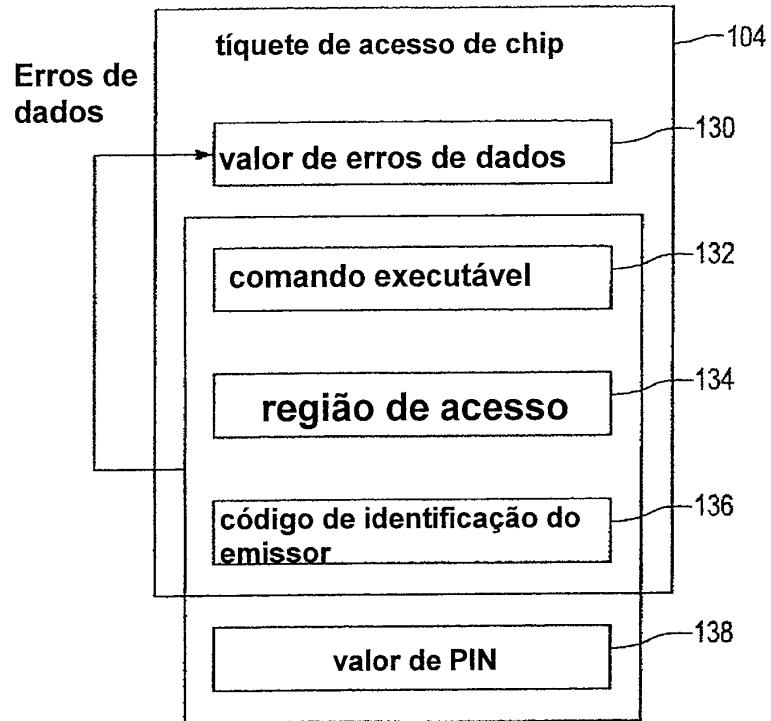 tíquete de acesso de chip
104
Erros de
dados
130
valor de erros de dados
132
comando executável
134
região de acesso
136
código de identificação do
emissor
138
valor de PIN